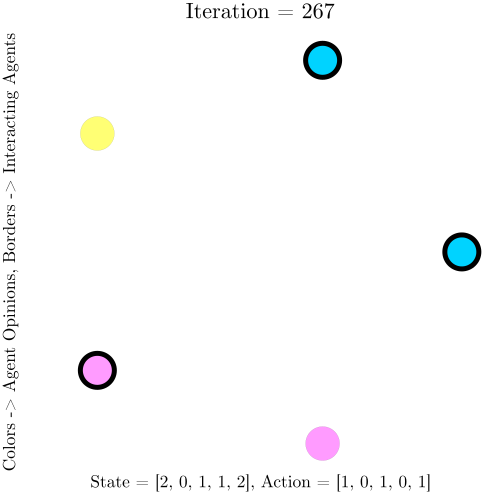 Iteration = 267
Colors -> Agent Opinions, Borders -> Interacting Agents
State = [2, 0, 1, 1, 2], Action = [1, 0, 1, 0, 1]